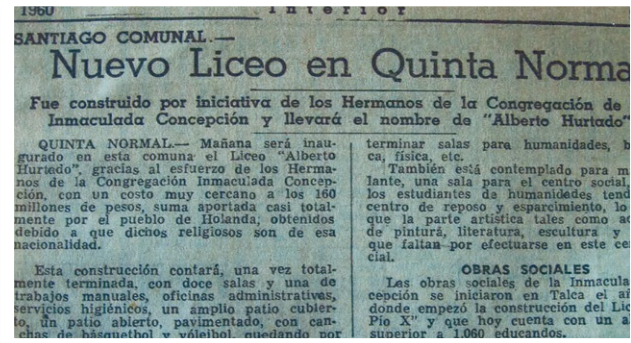 1960
Interior
SANTIAGO COMUNAL.—
Nuevo Liceo en Quinta Norma
Fue construido por iniciativa de los Hermanos de la Congregación de
Inmaculada Concepción y llevará el nombre de "Alberto Hurtado"
QUINTA NORMAL.— Mañana será inau-
gurado en esta comuna el Liceo "Alberto
Hurtado", gracias al esfuerzo de los Herma-
nos de la Congregación Inmaculada Concep-
ción, con un costo muy cercano a los 160
millones de pesos, suma aportada casi total-
mente por el pueblo de Holanda, obtenidos
debido a que dichos religiosos son de esa
nacionalidad.
Esta construcción contará, una vez total-
mente terminada, con doce salas y una de
trabajos manuales, oficinas administrativas,
servicios higiénicos, un amplio patio cubier-
to, un patio abierto, pavimentado, con can-
chas de básquetbol y vóleibol, quedando por
terminar salas para humanidades, b
ca, física, etc.
También está contemplado para m
lante, una sala para el centro social,
los estudiantes de humanidades tend
centro de reposo y esparcimiento, lo
que la parte artística tales como ac
de pintura, literatura, escultura y
que faltan por efectuarse en este ce
cial.
OBRAS SOCIALES
Las obras sociales de la Inmacula
cepción se iniciaron en Talca el añ
donde empezó la construcción del Lic
Pío X" y que hoy cuenta con un a
superior a 1.060 educandos.